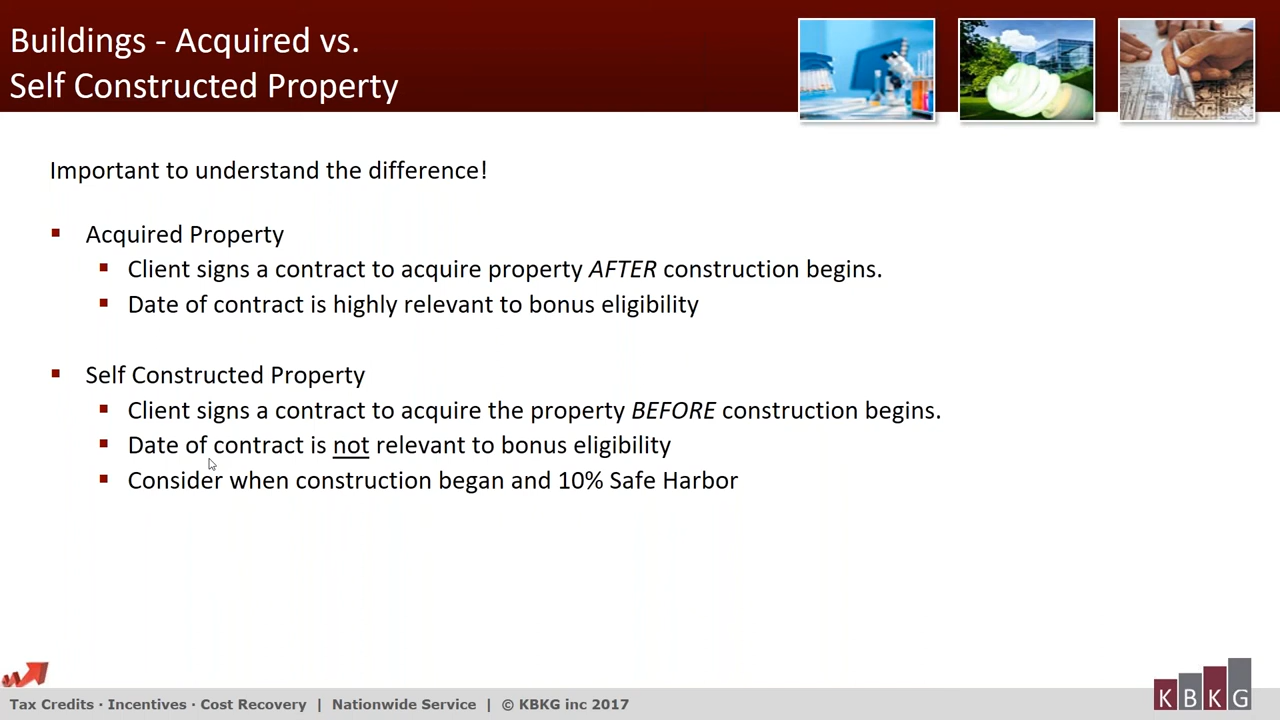 Buildings - Acquired vs.
Self Constructed Property
Important to understand the difference!
Acquired Property
Client signs a contract to acquire property AFTER construction begins.
Date of contract is highly relevant to bonus eligibility
Self Constructed Property
Client signs a contract to acquire the property BEFORE construction begins.
Date of contract is not relevant to bonus eligibility
Consider when construction began and 10% Safe Harbor
Tax Credits · Incentives · Cost Recovery | Nationwide Service | © KBKG inc 2017
KBKG